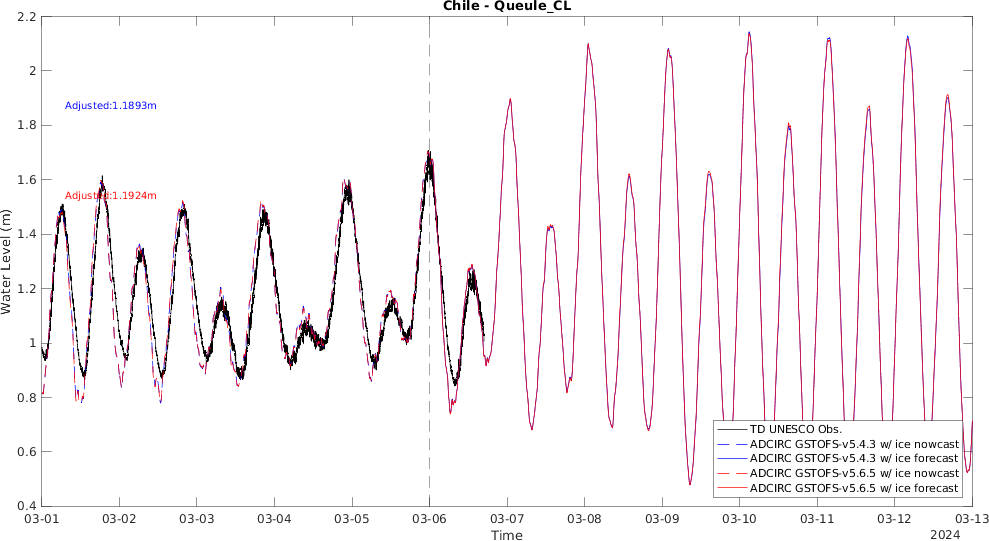 Chile - Queule_CL
2.2
2
1.8
1.6
1.4
1.2
1
0.8
0.6
0.4
Water Level (m)
Adjusted:1.1893m
Adjusted:1.1924m
TD UNESCO Obs.
ADCIRC GSTOFS-v5.4.3 w/ ice nowcast
ADCIRC GSTOFS-v5.4.3 w/ ice forecast
ADCIRC GSTOFS-v5.6.5 w/ ice nowcast
ADCIRC GSTOFS-v5.6.5 w/ ice forecast
03-01 03-02 03-03 03-04 03-05 03-06 03-07 03-08 03-09 03-10 03-11 03-12 03-13
Time
2024